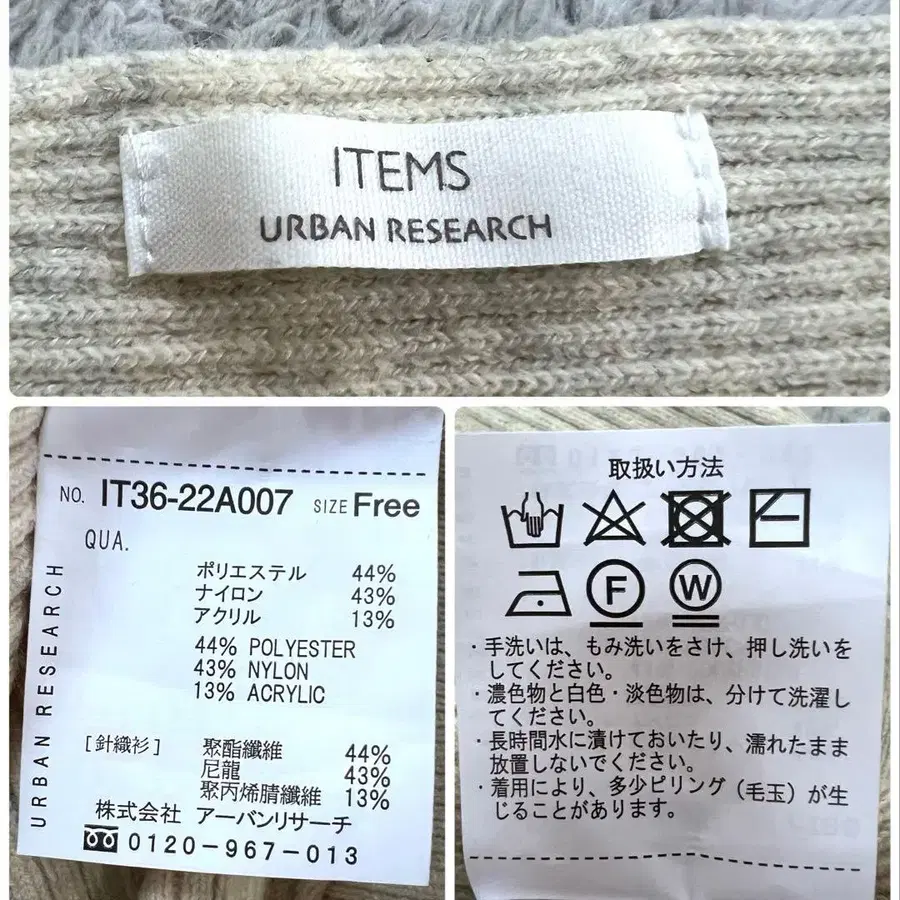 ITEMS
URBAN RESEARCH
NO. IT36-22A007 SIZE Free
QUA.
ポリエステル 44%
ナイロン 43%
アクリル 13%
44% POLYESTER
43% NYLON
13% ACRYLIC
[針織衫] 聚酯纖維 44%
尼龍 43%
聚丙烯腈纖維 13%
株式会社 アーバンリサーチ
0120-967-013
URBAN RESEARCH
取扱い方法
F
W
・手洗いは、もみ洗いをさけ、押し洗いを
してください。
・濃色物と白色・淡色物は、分けて洗濯し
てください。
・長時間水に漬けておいたり、濡れたまま
放置しないでください。
・着用により、多少ピリング（毛玉）が生
じることがあります。